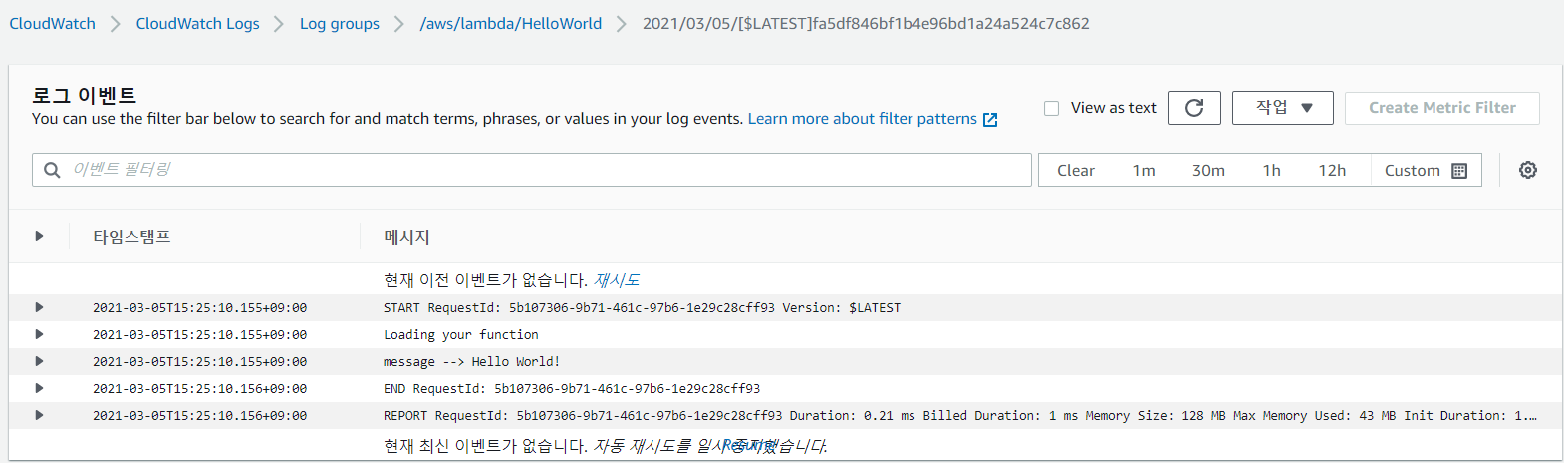 CloudWatch > CloudWatch Logs > Log groups > /aws/lambda/HelloWorld > 2021/03/05/[$LATEST]fa5df846bf1b4e96bd1a24a524c7c862
로그 이벤트
You can use the filter bar below to search for and match terms, phrases, or values in your log events. Learn more about filter patterns
View as text 작업 Create Metric Filter
이벤트 필터링 Clear 1m 30m 1h 12h Custom
타임스탬프 메시지
현재 이전 이벤트가 없습니다. 재시도
2021-03-05T15:25:10.155+09:00 START RequestId: 5b107306-9b71-461c-97b6-1e29c28cff93 Version: $LATEST
2021-03-05T15:25:10.155+09:00 Loading your function
2021-03-05T15:25:10.155+09:00 message --> Hello World!
2021-03-05T15:25:10.156+09:00 END RequestId: 5b107306-9b71-461c-97b6-1e29c28cff93
2021-03-05T15:25:10.156+09:00 REPORT RequestId: 5b107306-9b71-461c-97b6-1e29c28cff93 Duration: 0.21 ms Billed Duration: 1 ms Memory Size: 128 MB Max Memory Used: 43 MB Init Duration: 1....
현재 최신 이벤트가 없습니다. 자동 재시도를 일시 중지했습니다. Resume